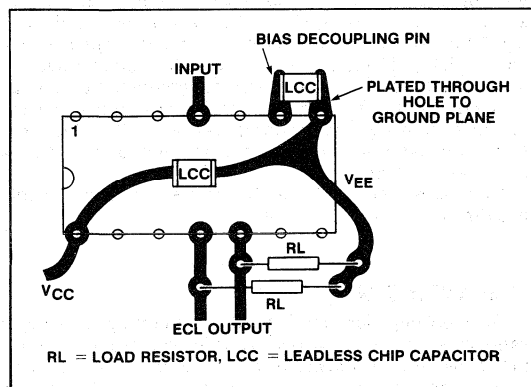 BIAS DECOUPLING PIN
INPUT
LCC
PLATED THROUGH
HOLE TO
GROUND PLANE
1
LCC
VEE
RL
VCC
RL
ECL OUTPUT
RL = LOAD RESISTOR, LCC = LEADLESS CHIP CAPACITOR